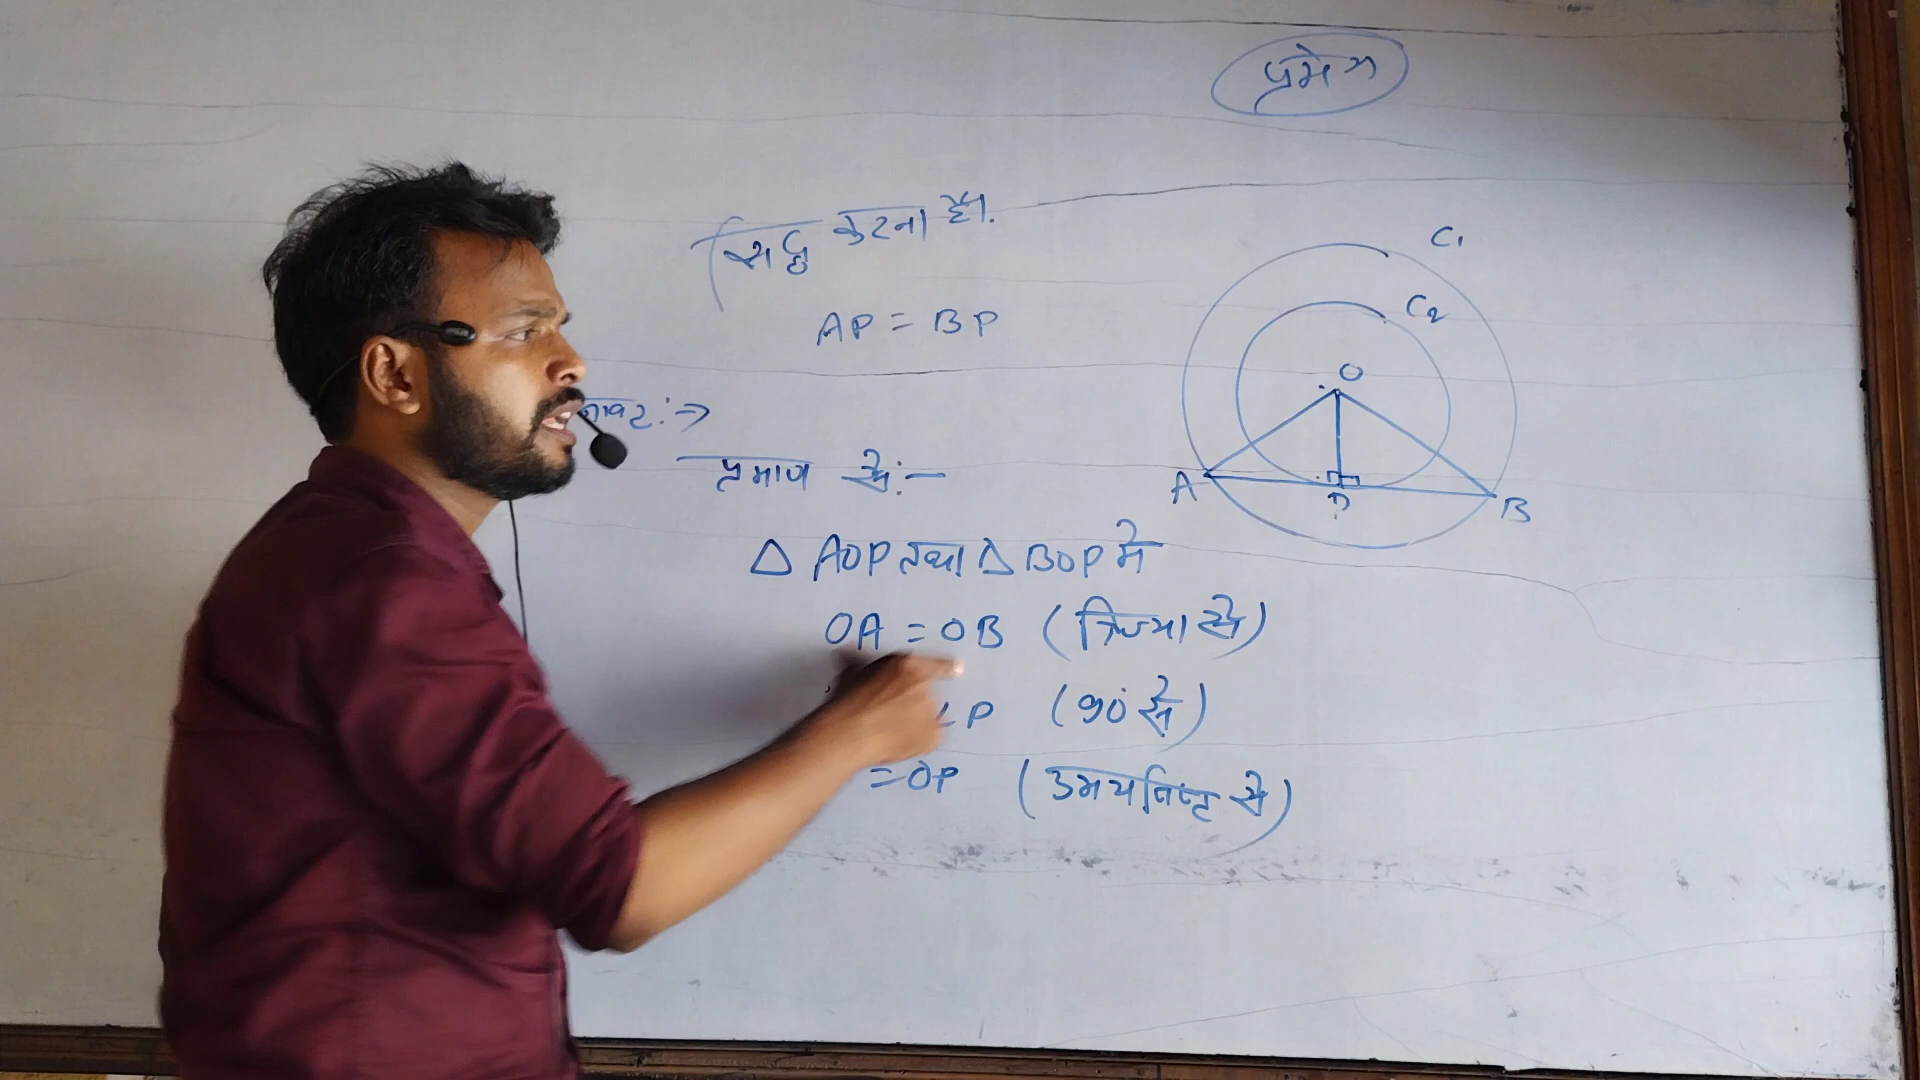 प्रमेय
सिद्ध करना है।
AP = BP
C1
C2
O
A
P
B
प्रमाण से:-
△ AOP तथा △ BOP में
OA = OB (त्रिज्या से)
∠P (90° से)
= OP (उभयनिष्ट से)